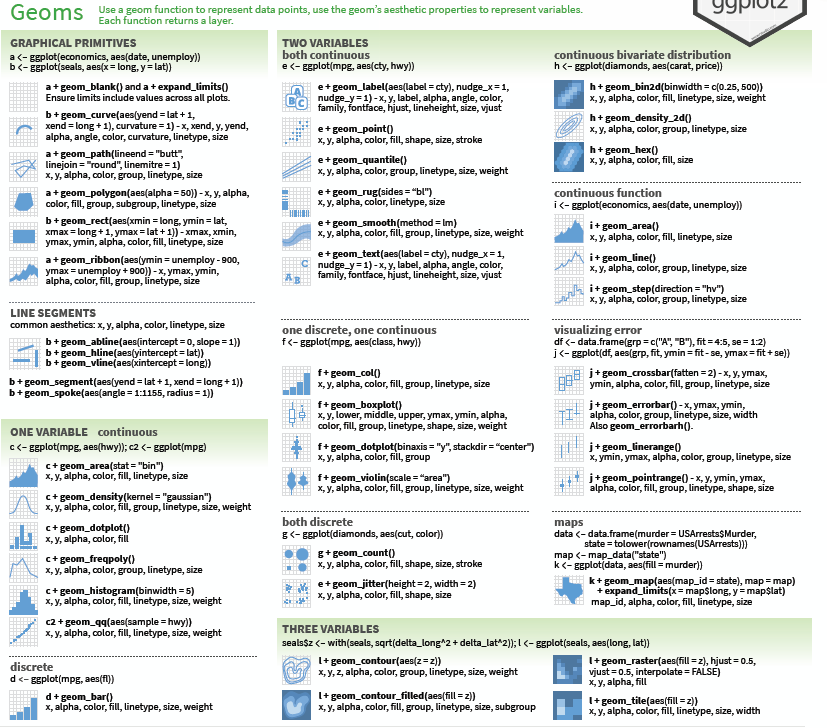 Geoms
Use a geom function to represent data points, use the geom's aesthetic properties to represent variables.
Each function returns a layer.
ggplot2
GRAPHICAL PRIMITIVES
a <- ggplot(economics, aes(date, unemploy))
b <- ggplot(seals, aes(x = long, y = lat))
a + geom_blank() and a + expand_limits()
Ensure limits include values across all plots.
b + geom_curve(aes(yend = lat + 1,
xend = long + 1), curvature = 1) - x, xend, y, yend,
alpha, angle, color, curvature, linetype, size
a + geom_path(lineend = "butt",
linejoin = "round", linemitre = 1)
x, y, alpha, color, group, linetype, size
a + geom_polygon(aes(alpha = 50)) - x, y, alpha,
color, fill, group, subgroup, linetype, size
b + geom_rect(aes(xmin = long, ymin = lat,
xmax = long + 1, ymax = lat + 1)) - xmax, xmin,
ymax, ymin, alpha, color, fill, linetype, size
a + geom_ribbon(aes(ymin = unemploy - 900,
ymax = unemploy + 900)) - x, ymax, ymin,
alpha, color, fill, group, linetype, size
LINE SEGMENTS
common aesthetics: x, y, alpha, color, linetype, size
b + geom_abline(aes(intercept = 0, slope = 1))
b + geom_hline(aes(yintercept = lat))
b + geom_vline(aes(xintercept = long))
b + geom_segment(aes(yend = lat + 1, xend = long + 1))
b + geom_spoke(aes(angle = 1:1155, radius = 1))
ONE VARIABLE continuous
c <- ggplot(mpg, aes(hwy)); c2 <- ggplot(mpg)
c + geom_area(stat = "bin")
x, y, alpha, color, fill, linetype, size
c + geom_density(kernel = "gaussian")
x, y, alpha, color, fill, group, linetype, size, weight
c + geom_dotplot()
x, y, alpha, color, fill
c + geom_freqpoly()
x, y, alpha, color, group, linetype, size
c + geom_histogram(binwidth = 5)
x, y, alpha, color, fill, linetype, size, weight
c2 + geom_qq(aes(sample = hwy))
x, y, alpha, color, fill, linetype, size, weight
discrete
d <- ggplot(mpg, aes(fl))
d + geom_bar()
x, alpha, color, fill, linetype, size, weight
TWO VARIABLES
both continuous
e <- ggplot(mpg, aes(cty, hwy))
e + geom_label(aes(label = cty), nudge_x = 1,
nudge_y = 1) - x, y, label, alpha, angle, color,
family, fontface, hjust, lineheight, size, vjust
e + geom_point()
x, y, alpha, color, fill, shape, size, stroke
e + geom_quantile()
x, y, alpha, color, group, linetype, size, weight
e + geom_rug(sides = “bl")
x, y, alpha, color, linetype, size
e + geom_smooth(method = lm)
x, y, alpha, color, fill, group, linetype, size, weight
e + geom_text(aes(label = cty), nudge_x = 1,
nudge_y = 1) - x, y, label, alpha, angle, color,
family, fontface, hjust, lineheight, size, vjust
one discrete, one continuous
f <- ggplot(mpg, aes(class, hwy))
f + geom_col()
x, y, alpha, color, fill, group, linetype, size
f + geom_boxplot()
x, y, lower, middle, upper, ymax, ymin, alpha,
color, fill, group, linetype, shape, size, weight
f + geom_dotplot(binaxis = "y", stackdir = “center")
x, y, alpha, color, fill, group
f + geom_violin(scale = “area")
x, y, alpha, color, fill, group, linetype, size, weight
both discrete
g <- ggplot(diamonds, aes(cut, color))
g + geom_count()
x, y, alpha, color, fill, shape, size, stroke
e + geom_jitter(height = 2, width = 2)
x, y, alpha, color, fill, shape, size
continuous bivariate distribution
h <- ggplot(diamonds, aes(carat, price))
h + geom_bin2d(binwidth = c(0.25, 500))
x, y, alpha, color, fill, linetype, size, weight
h + geom_density_2d()
x, y, alpha, color, group, linetype, size
h + geom_hex()
x, y, alpha, color, fill, size
continuous function
i <- ggplot(economics, aes(date, unemploy))
i + geom_area()
x, y, alpha, color, fill, linetype, size
i + geom_line()
x, y, alpha, color, group, linetype, size
i + geom_step(direction = "hv")
x, y, alpha, color, group, linetype, size
visualizing error
df <- data.frame(grp = c("A", "B"), fit = 4:5, se = 1:2)
j <- ggplot(df, aes(grp, fit, ymin = fit - se, ymax = fit + se))
j + geom_crossbar(fatten = 2) - x, y, ymax,
ymin, alpha, color, fill, group, linetype, size
j + geom_errorbar() - x, ymax, ymin,
alpha, color, group, linetype, size, width
Also geom_errorbarh().
j + geom_linerange()
x, ymin, ymax, alpha, color, group, linetype, size
j + geom_pointrange() - x, y, ymin, ymax,
alpha, color, fill, group, linetype, shape, size
maps
data <- data.frame(murder = USArrests$Murder,
state = tolower(rownames(USArrests)))
map <- map_data("state")
k <- ggplot(data, aes(fill = murder))
k + geom_map(aes(map_id = state), map = map)
+ expand_limits(x = map$long, y = map$lat)
map_id, alpha, color, fill, linetype, size
THREE VARIABLES
seals$z <- with(seals, sqrt(delta_long^2 + delta_lat^2)); l <- ggplot(seals, aes(long, lat))
l + geom_contour(aes(z = z))
x, y, z, alpha, color, group, linetype, size, weight
l + geom_contour_filled(aes(fill = z))
x, y, alpha, color, fill, group, linetype, size, subgroup
l + geom_raster(aes(fill = z), hjust = 0.5,
vjust = 0.5, interpolate = FALSE)
x, y, alpha, fill
l + geom_tile(aes(fill = z))
x, y, alpha, color, fill, linetype, size, width